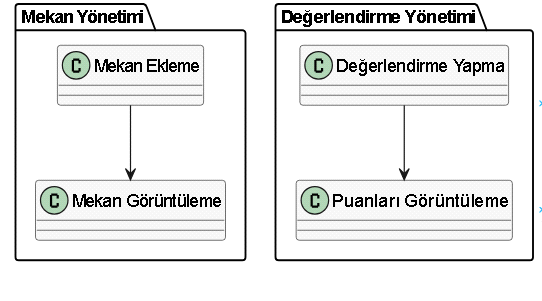 Mekan Yönetimi
C Mekan Ekleme
C Mekan Görüntüleme
Değerlendirme Yönetimi
C Değerlendirme Yapma
C Puanları Görüntüleme